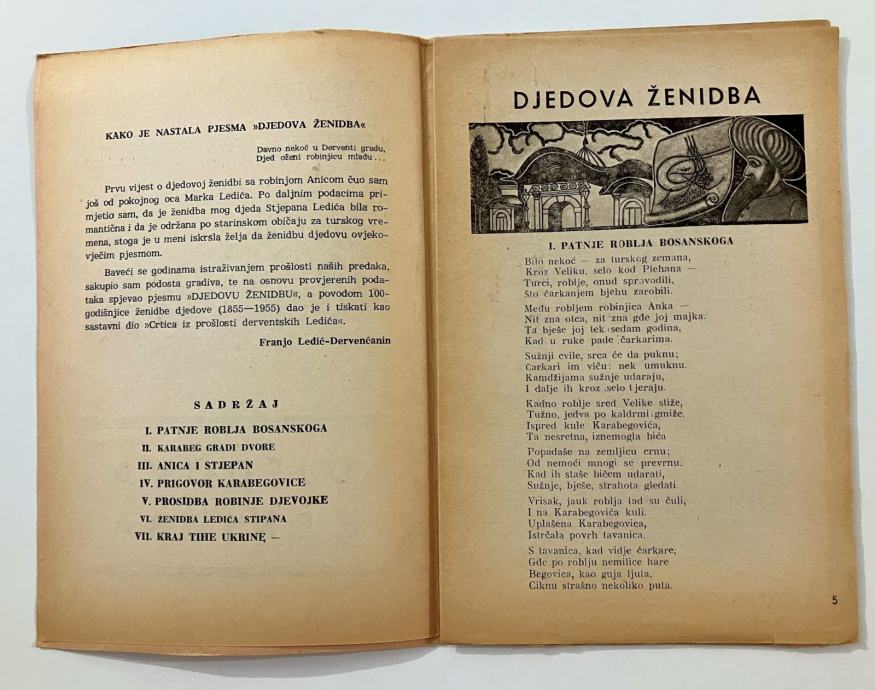 KAKO JE NASTALA PJESMA »DJEDOVA ŽENIDBA«
Davno nekoć u Derventi gradu,
Djed oženi robinjicu mladu...
Prvu vijest o djedovoj ženidbi sa robinjom Anicom čuo sam
još od pokojnog oca Marka Ledića. Po daljnim podacima pri-
mjetio sam, da je ženidba mog djeda Stjepana Ledića bila ro-
mantična i da je održana po starinskom običaju za turskog vre-
mena, stoga je u meni iskrsla želja da ženidbu djedovu ovjeko-
vječim pjesmom.
Baveći se godinama istraživanjem prošlosti naših predaka,
sakupio sam podosta gradiva, te na osnovu provjerenih poda-
taka spjevao pjesmu »DJEDOVU ŽENIDBU«, a povodom 100-
godišnjice ženidbe djedove (1855—1955) dao je i tiskati kao
sastavni dio »Crtica iz prošlosti derventskih Ledića«.
Franjo Ledić-Dervenćanin
SADRŽAJ
I. PATNJE ROBLJA BOSANSKOGA
II. KARABEG GRADI DVORE
III. ANICA I STJEPAN
IV. PRIGOVOR KARABEGOVICE
V. PROSIDBA ROBINJE DJEVOJKE
VI. ŽENIDBA LEDIĆA STIPANA
VII. KRAJ TIHE UKRINE —
DJEDOVA ŽENIDBA
I. PATNJE ROBLJA BOSANSKOGA
Bilo nekoć — za turskog zemana,
Kroz Veliku, selo kod Plehana —
Turci, roblje, onud sprovodili,
Što čarkanjem bjehu zarobili.
Među robljem robinjica Anka —
Nit zna otca, nit zna gde joj majka.
Ta bješe joj tek sedam godina,
Kad u ruke pade čarkarima.
Sužnji cvile, srca će da puknu;
Čarkari im viču: nek umuknu.
Kamdžijama sužnje udaraju,
I dalje ih kroz selo tjeraju.
Kadno roblje sred Velike stiže,
Tužno, jedva po kaldrmi gmiže.
Ispred kule Karabegovića,
Ta nesretna, iznemogla bića
Popadaše na zemljicu crnu;
Od nemoći mnogi se prevrnu.
Kad ih staše bičem udarati,
Sužnje, bješe, strahota gledati.
Vrisak, jauk roblja tad su čuli,
I na Karabegovića kuli.
Uplašena Karabegovica,
Istrčala povrh tavanica.
S tavanica, kad vidje čarkare;
Gde po roblju nemilice hare
Begovica, kao guja ljuta,
Ciknu strašno nekoliko puta.
5